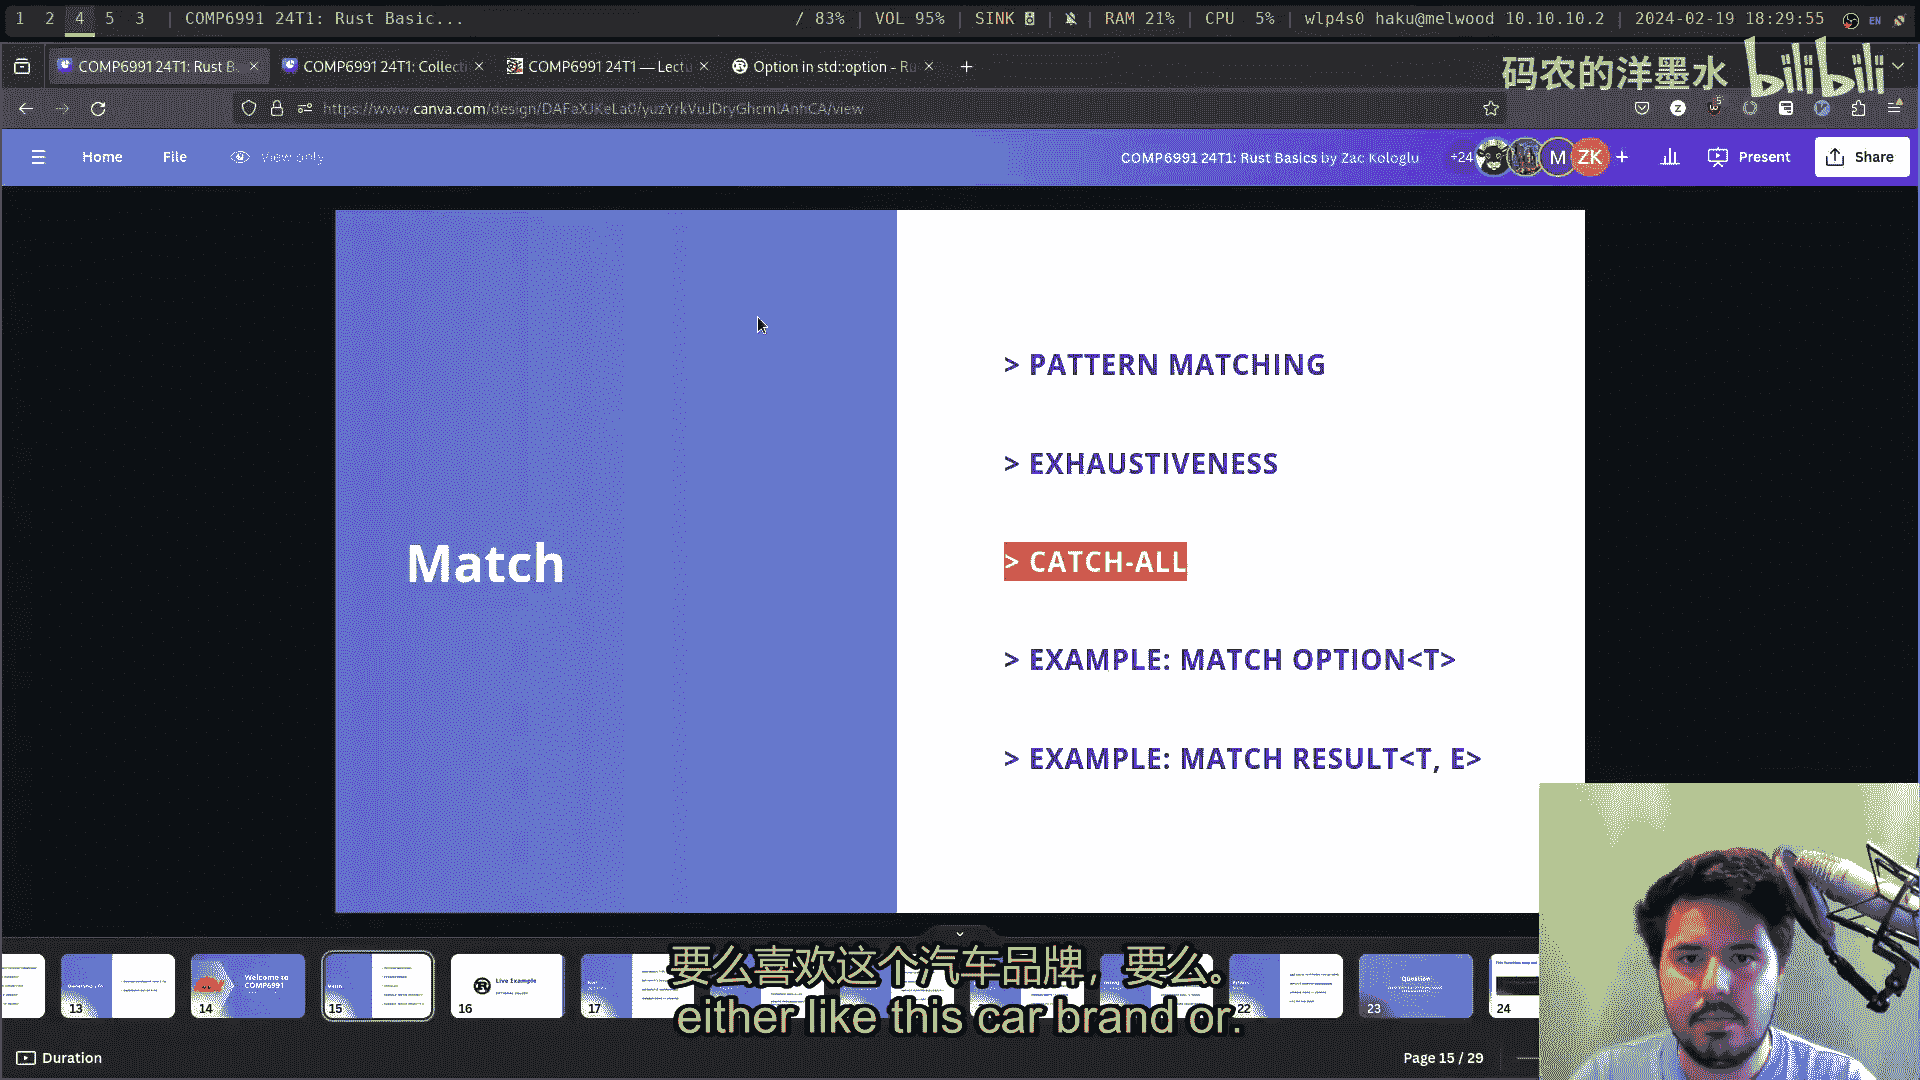 1 2 4 5 3 | COMP6991 24T1: Rust Basic... / 83% | VOL 95% | SINK | | RAM 21% | CPU 5% | wlp4s0 haku@melwood 10.10.10.2 | 2024-02-19 18:29:55 EN
COMP6991 24T1: Rust B COMP6991 24T1: Collect COMP6991 24T1 — Lectu Option in std::option - Ru
码农的洋墨水 bilibili
https://www.canva.com/design/DAFaXJKeLa0/yuzYrkVuJDryGhcmIAnhCA/view
Home File View only COMP6991 24T1: Rust Basics by Zac Kologlu +24 M ZK Present Share
> PATTERN MATCHING
> EXHAUSTIVENESS
Match
> CATCH-ALL
> EXAMPLE: MATCH OPTION<T>
> EXAMPLE: MATCH RESULT<T, E>
要么喜欢这个汽车品牌，要么。
either like this car brand or.
Welcome to
COMP6991
Live Example
Question
13 14 15 16 17 22 23 24
Duration Page 15 / 29